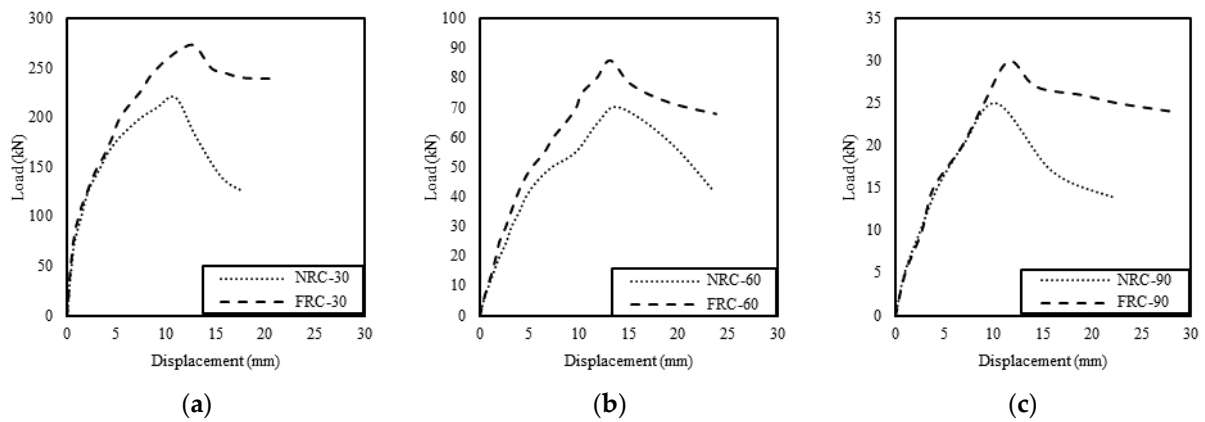 300
250
200
150
100
50
0
Load (kN)
0 5 10 15 20 25 30
Displacement (mm)
NRC-30
FRC-30
(a)
100
90
80
70
60
50
40
30
20
10
0
Load (kN)
0 5 10 15 20 25 30
Displacement (mm)
NRC-60
FRC-60
(b)
35
30
25
20
15
10
5
0
Load (kN)
0 5 10 15 20 25 30
Displacement (mm)
NRC-90
FRC-90
(c)